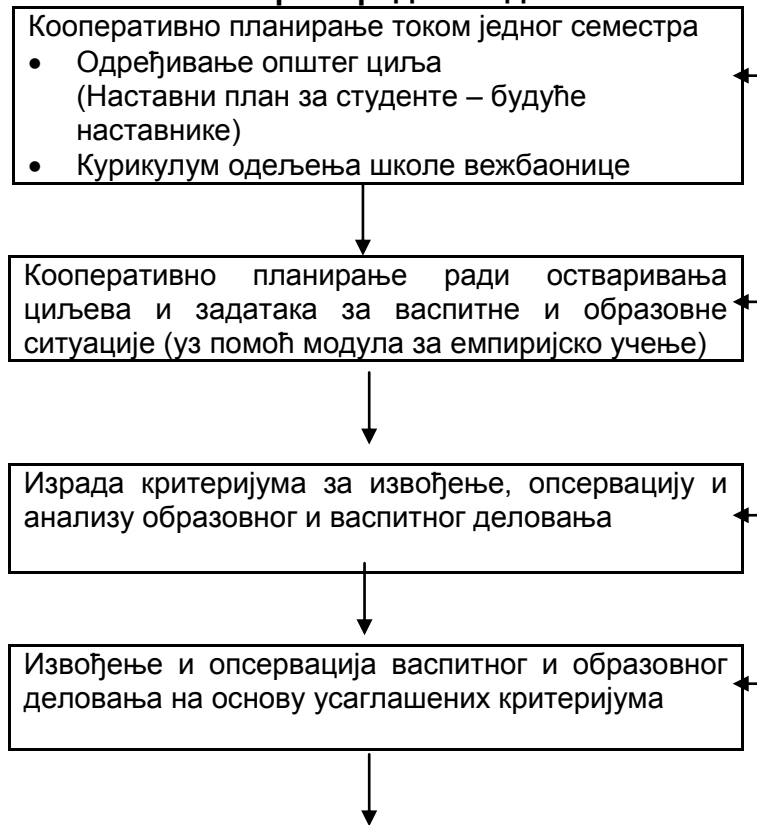 Кооперативно планирање током једног семестра
• Одређивање општег циља
(Наставни план за студенте – будуће
наставнике)
• Курикулум одељења школе вежбаонице
Кооперативно планирање ради остваривања
циљева и задатака за васпитне и образовне
ситуације (уз помоћ модула за емпиријско учење)
Израда критеријума за извођење, опсервацију и
анализу образовног и васпитног деловања
Извођење и опсервација васпитног и образовног
деловања на основу усаглашених критеријума